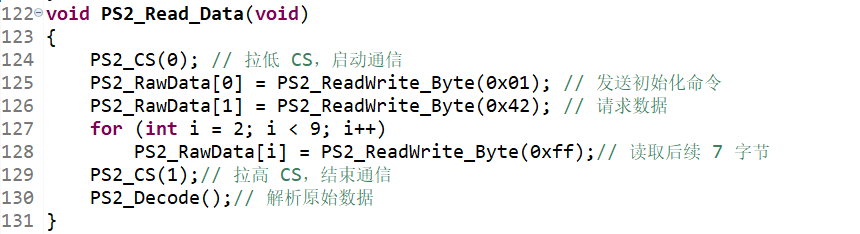 122 void PS2_Read_Data(void)
123 {
124     PS2_CS(0); // 拉低 CS，启动通信
125     PS2_RawData[0] = PS2_ReadWrite_Byte(0x01); // 发送初始化命令
126     PS2_RawData[1] = PS2_ReadWrite_Byte(0x42); // 请求数据
127     for (int i = 2; i < 9; i++)
128         PS2_RawData[i] = PS2_ReadWrite_Byte(0xff);// 读取后续 7 字节
129     PS2_CS(1);// 拉高 CS，结束通信
130     PS2_Decode();// 解析原始数据
131 }